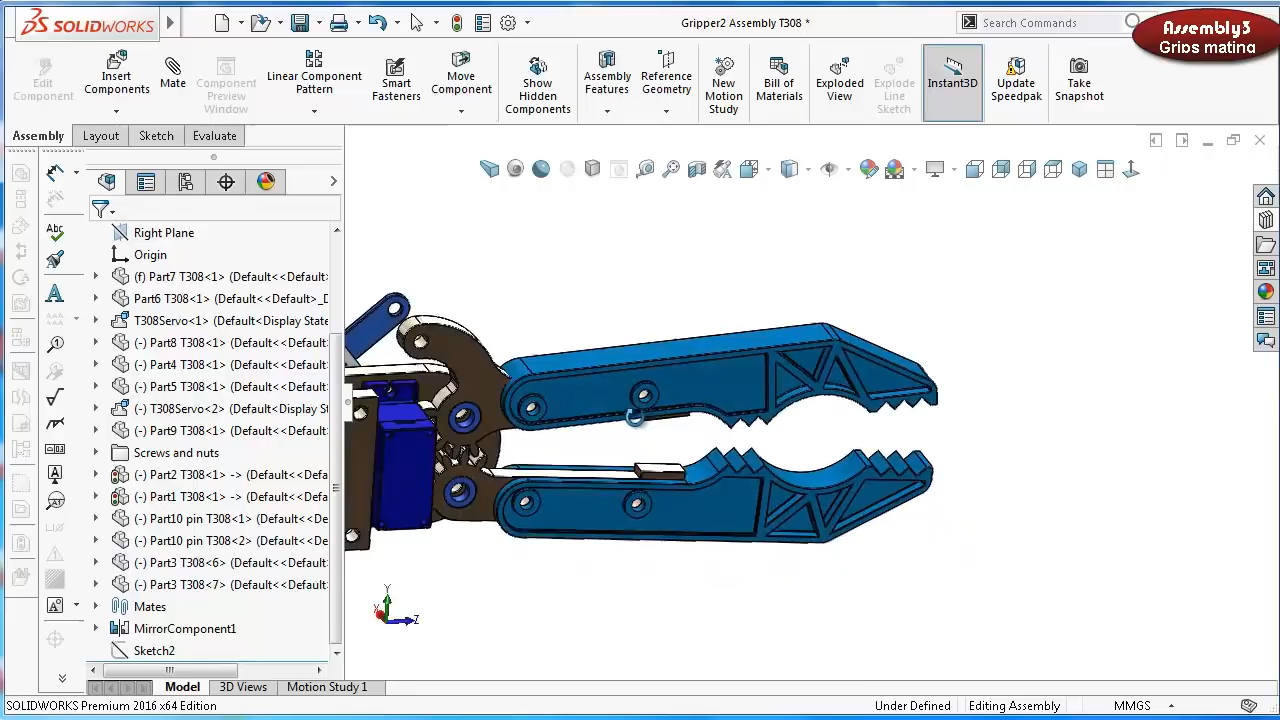 SOLIDWORKS
Gripper2 Assembly T308 *
Search Commands
Assembly3
Grips matina
Edit Component
Insert Components
Mate
Component Preview Window
Linear Component Pattern
Smart Fasteners
Move Component
Show Hidden Components
Assembly Features
Reference Geometry
New Motion Study
Bill of Materials
Exploded View
Explode Line Sketch
Instant3D
Update Speedpak
Take Snapshot
Assembly
Layout
Sketch
Evaluate
Right Plane
Origin
(f) Part7 T308<1> (Default<<Default>
Part6 T308<1> (Default<<Default>_D
T308Servo<1> (Default<Display State
(-) Part8 T308<1> (Default<<Default
(-) Part4 T308<1> (Default<<Default
(-) Part5 T308<1> (Default<<Default
(-) T308Servo<2> (Default<Display St
(-) Part9 T308<1> (Default<<Default
Screws and nuts
(-) Part2 T308<1> -> (Default<<Defa
(-) Part1 T308<1> -> (Default<<Defa
(-) Part10 pin T308<1> (Default<<De
(-) Part10 pin T308<2> (Default<<De
(-) Part3 T308<6> (Default<<Default
(-) Part3 T308<7> (Default<<Default
Mates
MirrorComponent1
Sketch2
Abc
Y
X
Z
Model
3D Views
Motion Study 1
SOLIDWORKS Premium 2016 x64 Edition
Under Defined
Editing Assembly
MMGS